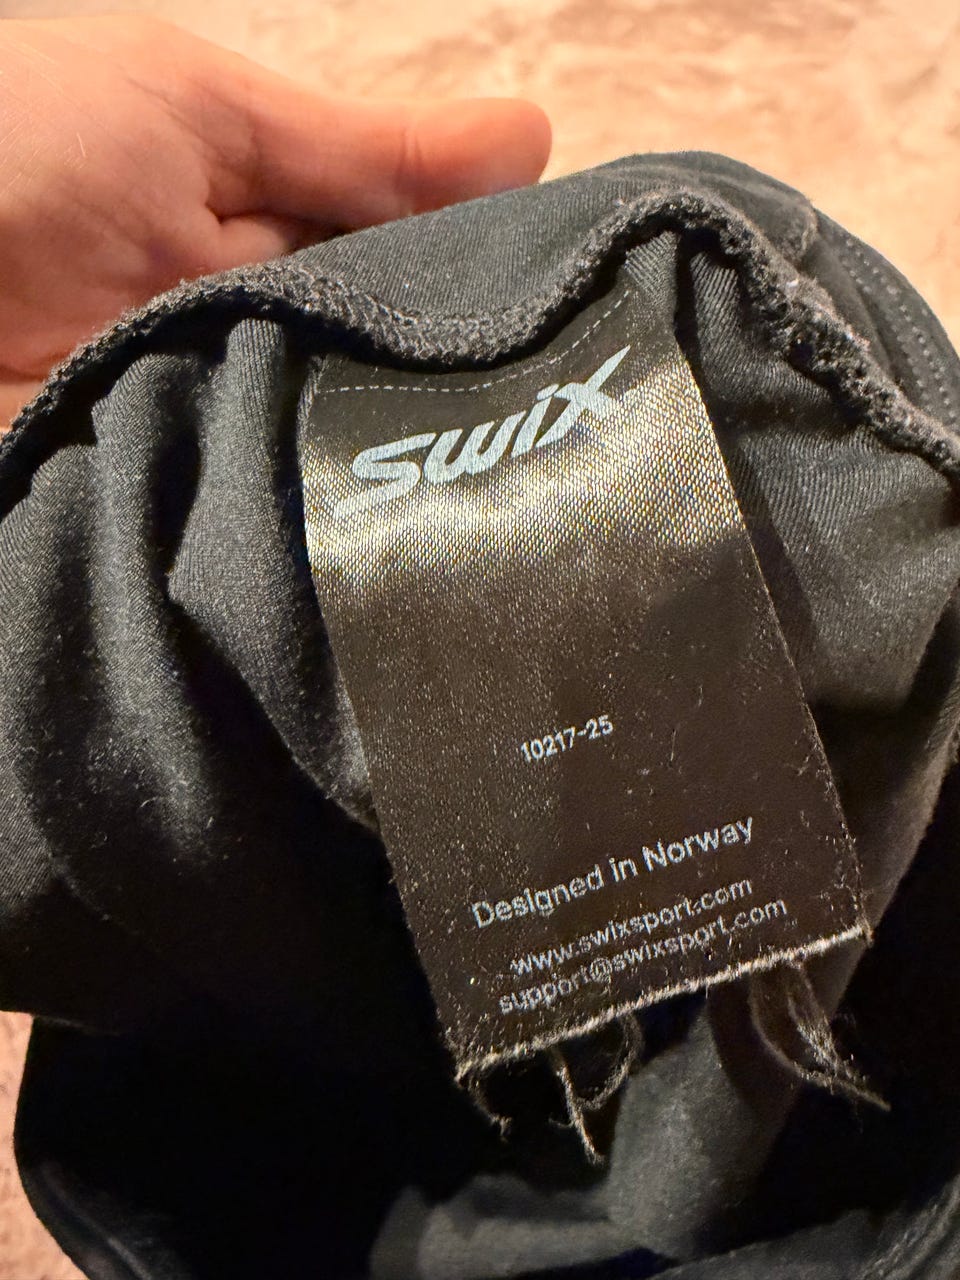 swix
10217-25
Designed in Norway
www.swixsport.com
support@swixsport.com